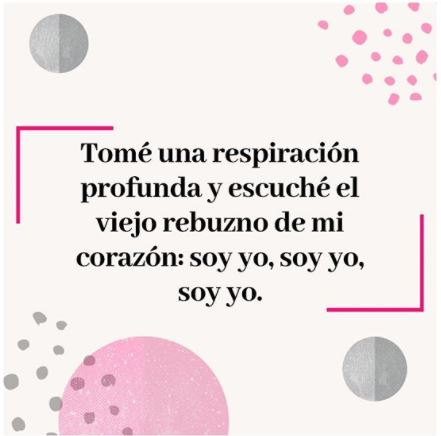 Tomé una respiración
profunda y escuché el
viejo rebuzno de mi
corazón: soy yo, soy yo,
soy yo.